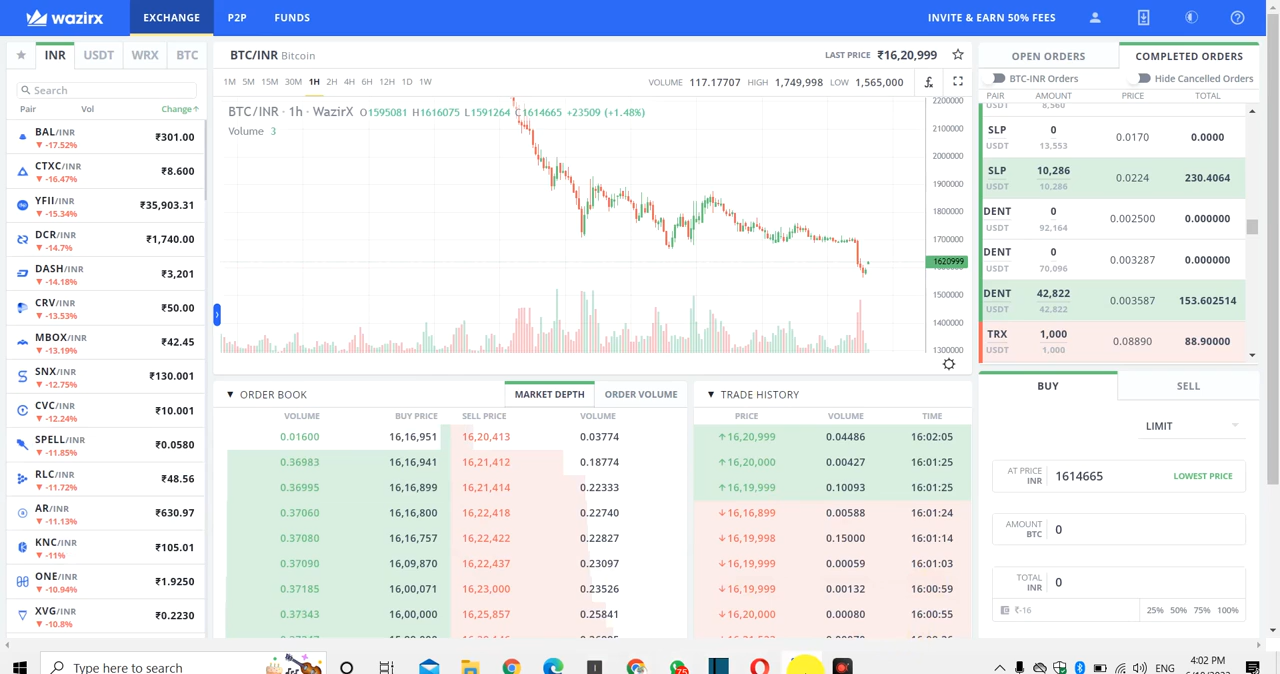 wazirx EXCHANGE P2P FUNDS INVITE & EARN 50% FEES
INR USDT WRX BTC
Search
Pair Vol Change
BAL/INR ₹301.00
▼ -17.52%
CTXC/INR ₹8.600
▼ -16.47%
YFII/INR ₹35,903.31
▼ -15.34%
DCR/INR ₹1,740.00
▼ -14.7%
DASH/INR ₹3,201
▼ -14.18%
CRV/INR ₹50.00
▼ -13.53%
MBOX/INR ₹42.45
▼ -13.19%
SNX/INR ₹130.001
▼ -12.75%
CVC/INR ₹10.001
▼ -12.24%
SPELL/INR ₹0.0580
▼ -11.85%
RLC/INR ₹48.56
▼ -11.72%
AR/INR ₹630.97
▼ -11.13%
KNC/INR ₹105.01
▼ -11%
ONE/INR ₹1.9250
▼ -10.94%
XVG/INR ₹0.2230
▼ -10.8%
BTC/INR Bitcoin LAST PRICE ₹16,20,999
1M 5M 15M 30M 1H 2H 4H 6H 12H 1D 1W VOLUME 117.17707 HIGH 1,749,998 LOW 1,565,000
BTC/INR · 1h · WazirX O1595081 H1616075 L1591264 C1614665 +23509 (+1.48%)
Volume 3
2200000
2100000
2000000
1900000
1800000
1700000
1620999
1500000
1400000
1300000
▼ ORDER BOOK MARKET DEPTH ORDER VOLUME
VOLUME BUY PRICE SELL PRICE VOLUME
0.01600 16,16,951 16,20,413 0.03774
0.36983 16,16,941 16,21,412 0.18774
0.36995 16,16,899 16,21,414 0.22333
0.37060 16,16,800 16,22,418 0.22740
0.37080 16,16,757 16,22,422 0.22827
0.37090 16,09,870 16,22,437 0.23097
0.37185 16,00,071 16,23,000 0.23526
0.37343 16,00,000 16,25,857 0.25841
▼ TRADE HISTORY
PRICE VOLUME TIME
↑16,20,999 0.04486 16:02:05
↑16,20,000 0.00427 16:01:25
↑16,19,999 0.10093 16:01:25
↓16,16,899 0.00588 16:01:24
↓16,19,998 0.15000 16:01:14
↓16,19,999 0.00059 16:01:03
↓16,19,999 0.00132 16:00:59
↓16,20,000 0.00080 16:00:55
OPEN ORDERS COMPLETED ORDERS
BTC-INR Orders Hide Cancelled Orders
PAIR AMOUNT PRICE TOTAL
USDT 8,560
SLP 0 0.0170 0.0000
USDT 13,553
SLP 10,286 0.0224 230.4064
USDT 10,286
DENT 0 0.002500 0.000000
USDT 92,164
DENT 0 0.003287 0.000000
USDT 70,096
DENT 42,822 0.003587 153.602514
USDT 42,822
TRX 1,000 0.08890 88.90000
USDT 1,000
BUY SELL
LIMIT
AT PRICE INR 1614665 LOWEST PRICE
AMOUNT BTC 0
TOTAL INR 0
₹-16 25% 50% 75% 100%
Type here to search ENG 4:02 PM